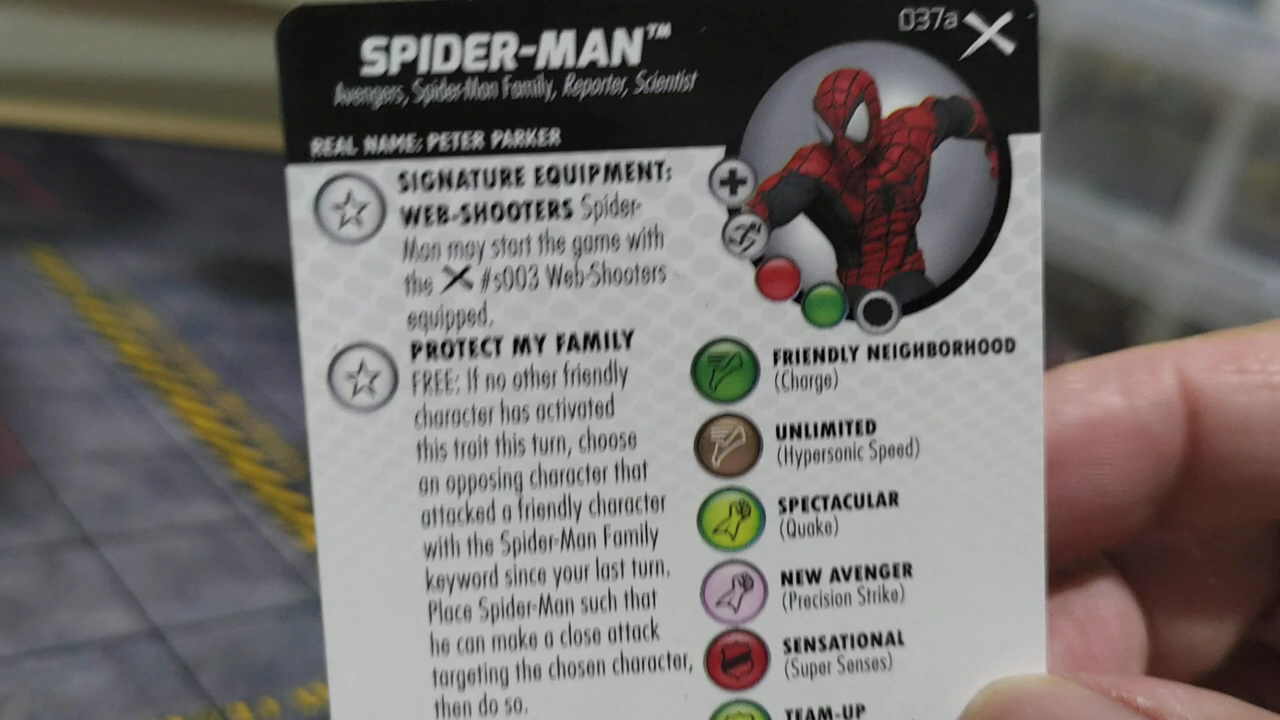 SPIDER-MAN™
037a
Avengers, Spider-Man Family, Reporter, Scientist
REAL NAME: PETER PARKER
SIGNATURE EQUIPMENT:
WEB-SHOOTERS Spider-
Man may start the game with
the #s003 Web-Shooters
equipped.
PROTECT MY FAMILY
FREE: If no other friendly
character has activated
this trait this turn, choose
an opposing character that
attacked a friendly character
with the Spider-Man Family
keyword since your last turn.
Place Spider-Man such that
he can make a close attack
targeting the chosen character,
then do so.
FRIENDLY NEIGHBORHOOD
(Charge)
UNLIMITED
(Hypersonic Speed)
SPECTACULAR
(Quake)
NEW AVENGER
(Precision Strike)
SENSATIONAL
(Super Senses)
TEAM-UP